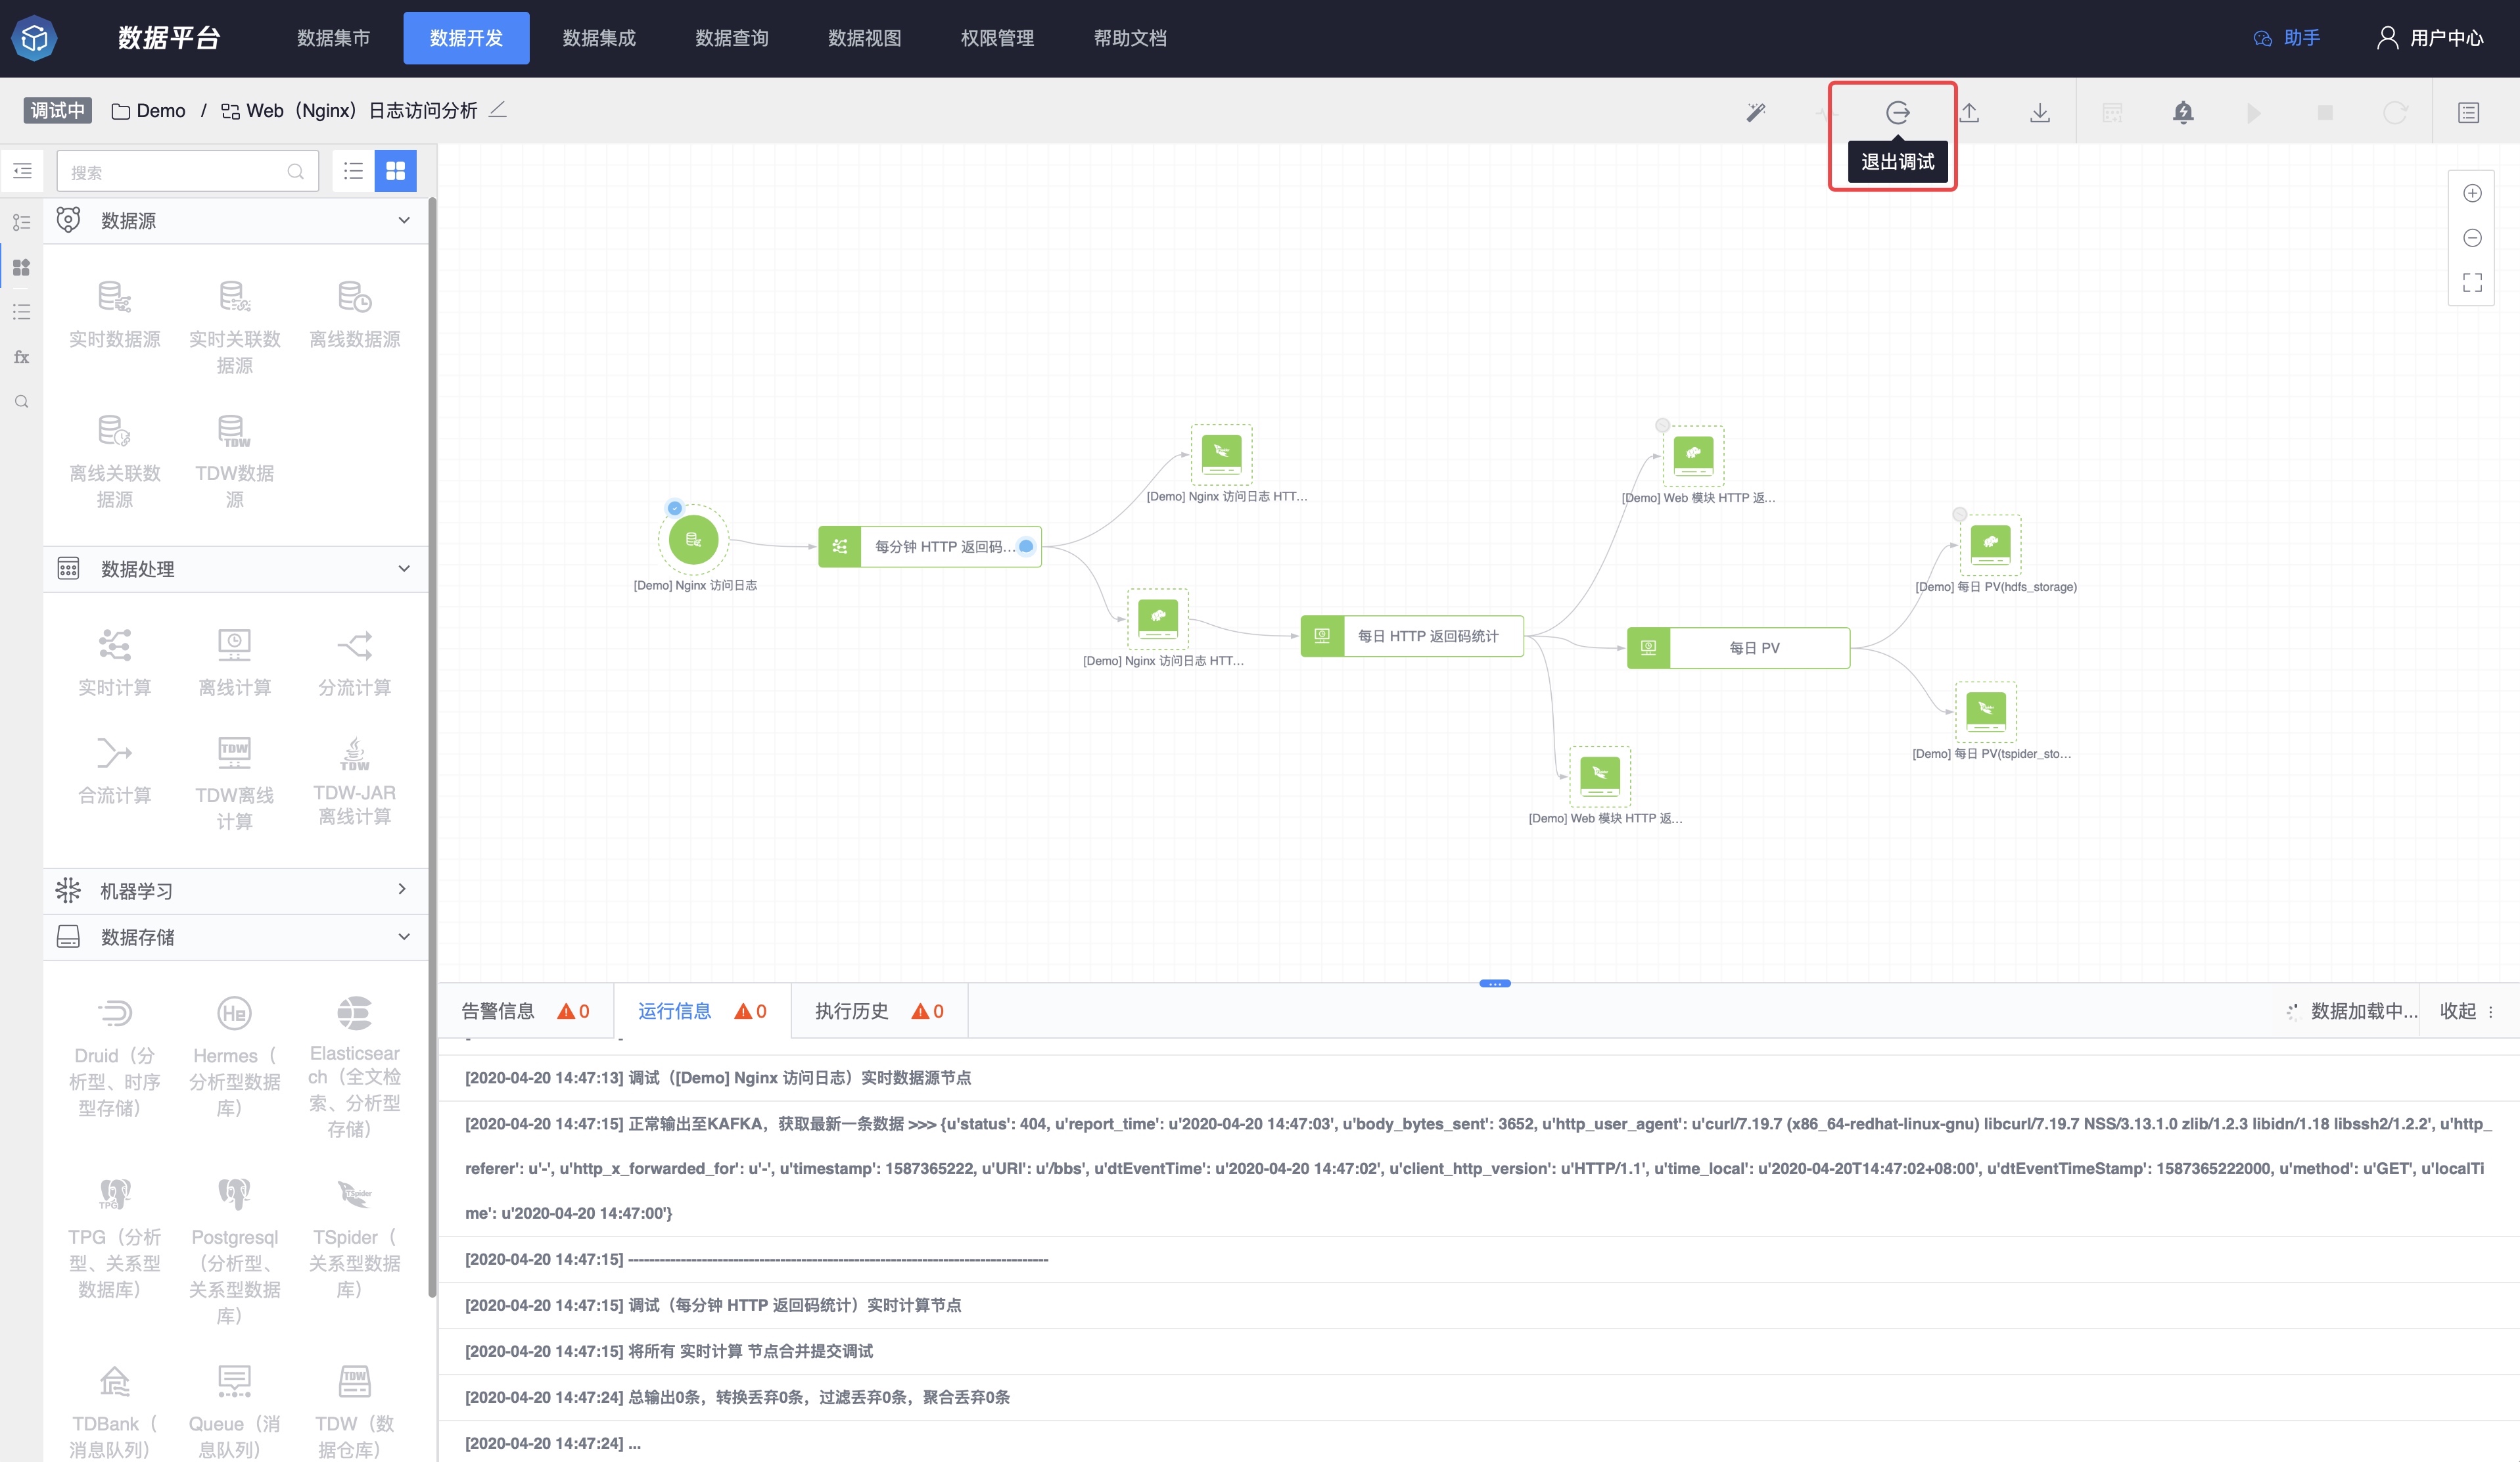 数据平台
数据集市
数据开发
数据集成
数据查询
数据视图
权限管理
帮助文档
助手
用户中心
调试中
Demo / Web（Nginx）日志访问分析
退出调试
搜索
数据源
实时数据源
实时关联数
据源
离线数据源
离线关联数
据源
TDW
TDW数据
源
数据处理
实时计算
离线计算
分流计算
合流计算
TDW
TDW离线
计算
TDW
TDW-JAR
离线计算
机器学习
数据存储
Druid（分
析型、时序
型存储）
He
Hermes（
分析型数据
库）
Elasticsear
ch（全文检
索、分析型
存储）
TPG
TPG（分析
型、关系型
数据库）
Postgresql
（分析型、
关系型数据
库）
TSpider
TSpider（
关系型数据
库）
TDBank（
消息队列）
Queue（消
息队列）
TDW
TDW（数
据仓库）
fx
[Demo] Nginx 访问日志
每分钟 HTTP 返回码...
[Demo] Nginx 访问日志 HTT...
[Demo] Nginx 访问日志 HTT...
每日 HTTP 返回码统计
[Demo] Web 模块 HTTP 返...
每日 PV
[Demo] 每日 PV(hdfs_storage)
[Demo] 每日 PV(tspider_sto...
[Demo] Web 模块 HTTP 返...
告警信息 0
运行信息 0
执行历史 0
数据加载中...
收起
[2020-04-20 14:47:13] 调试（[Demo] Nginx 访问日志）实时数据源节点
[2020-04-20 14:47:15] 正常输出至KAFKA，获取最新一条数据 >>> {u'status': 404, u'report_time': u'2020-04-20 14:47:03', u'body_bytes_sent': 3652, u'http_user_agent': u'curl/7.19.7 (x86_64-redhat-linux-gnu) libcurl/7.19.7 NSS/3.13.1.0 zlib/1.2.3 libidn/1.18 libssh2/1.2.2', u'http_
referer': u'-', u'http_x_forwarded_for': u'-', u'timestamp': 1587365222, u'URI': u'/bbs', u'dtEventTime': u'2020-04-20 14:47:02', u'client_http_version': u'HTTP/1.1', u'time_local': u'2020-04-20T14:47:02+08:00', u'dtEventTimeStamp': 1587365222000, u'method': u'GET', u'localTi
me': u'2020-04-20 14:47:00'}
[2020-04-20 14:47:15] --------------------------------------------------------------------------------
[2020-04-20 14:47:15] 调试（每分钟 HTTP 返回码统计）实时计算节点
[2020-04-20 14:47:15] 将所有 实时计算 节点合并提交调试
[2020-04-20 14:47:24] 总输出0条，转换丢弃0条，过滤丢弃0条，聚合丢弃0条
[2020-04-20 14:47:24] ...